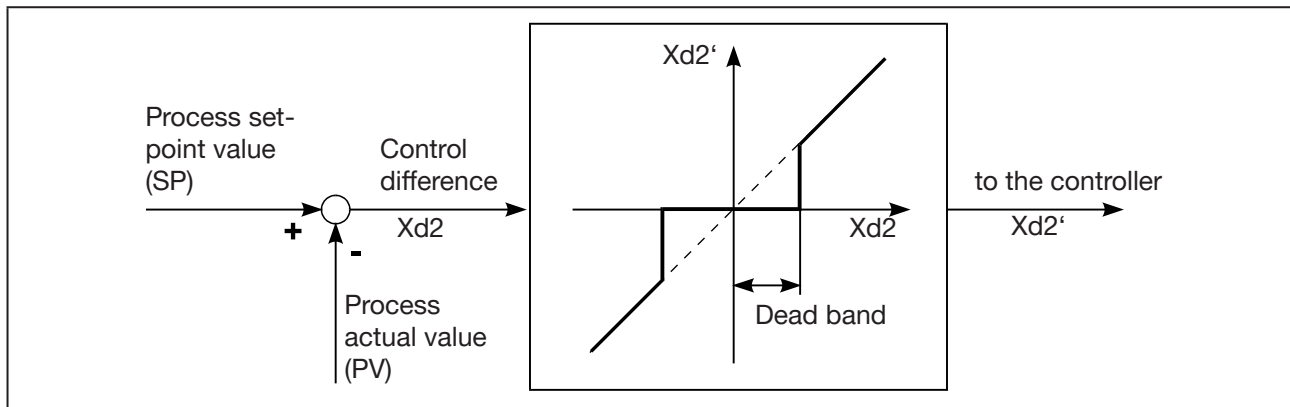 Process set-
point value
(SP)
+
-
Process
actual value
(PV)
Control
difference
Xd2
Xd2‘
Xd2
Dead band
to the controller
Xd2‘